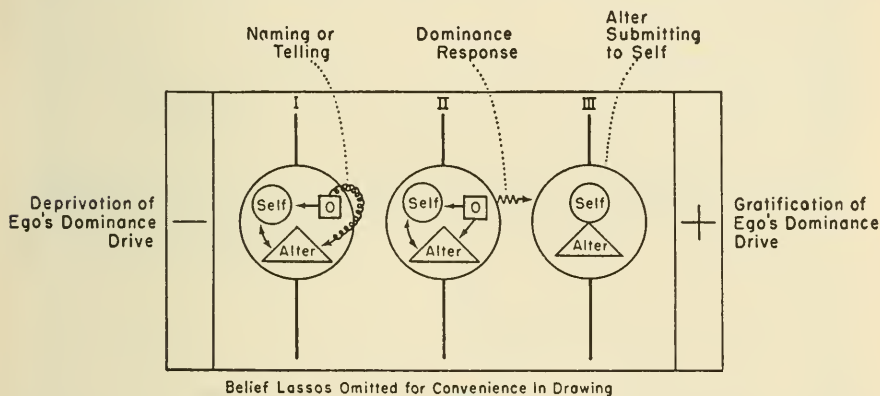 Naming or
Telling
Dominance
Response
Alter
Submitting
to Self
I
II
III
Deprivation of
Ego's Dominance
Drive
−
Self
O
Alter
Self
O
Alter
Self
Alter
+
Gratification of
Ego's Dominance
Drive
Belief Lassos Omitted for Convenience In Drawing